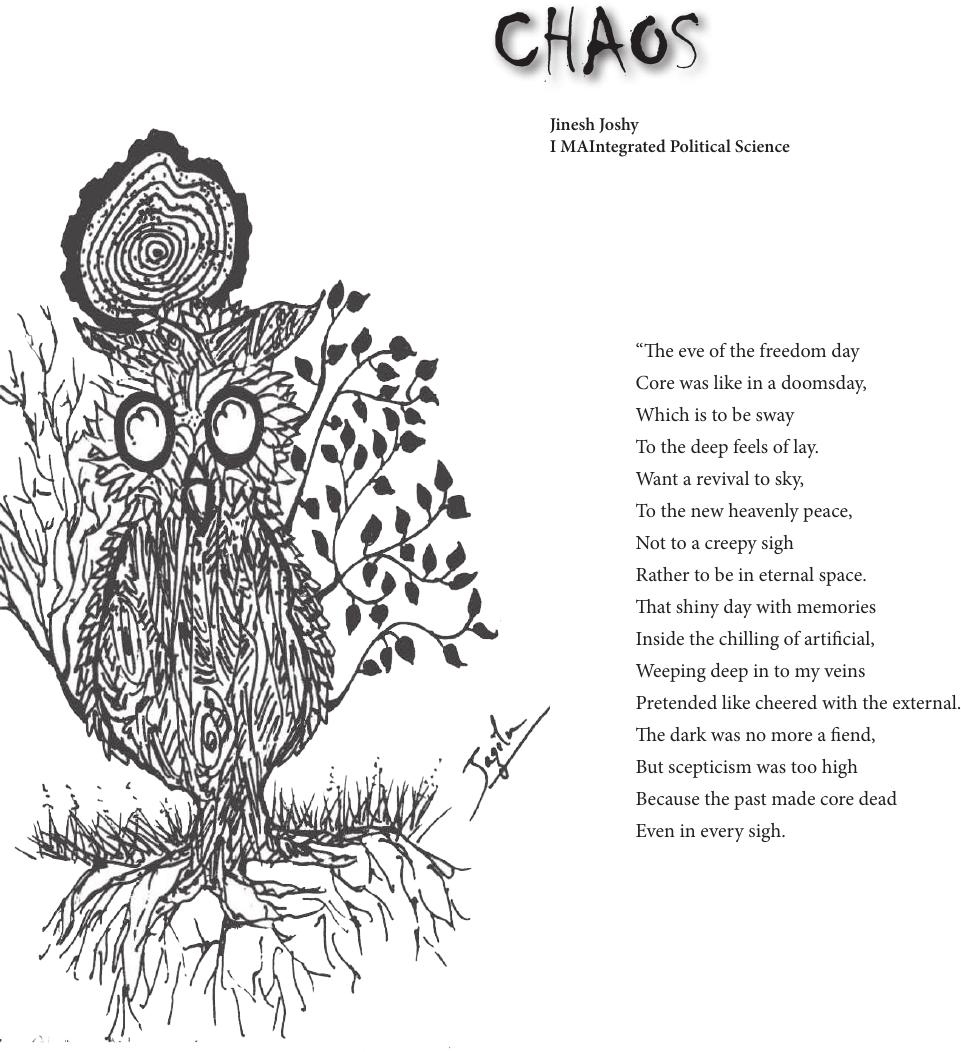 CHAOS
Jinesh Joshy
I MAIntegrated Political Science
“The eve of the freedom day
Core was like in a doomsday,
Which is to be sway
To the deep feels of lay.
Want a revival to sky,
To the new heavenly peace,
Not to a creepy sigh
Rather to be in eternal space.
That shiny day with memories
Inside the chilling of artificial,
Weeping deep in to my veins
Pretended like cheered with the external.
The dark was no more a fiend,
But scepticism was too high
Because the past made core dead
Even in every sigh.